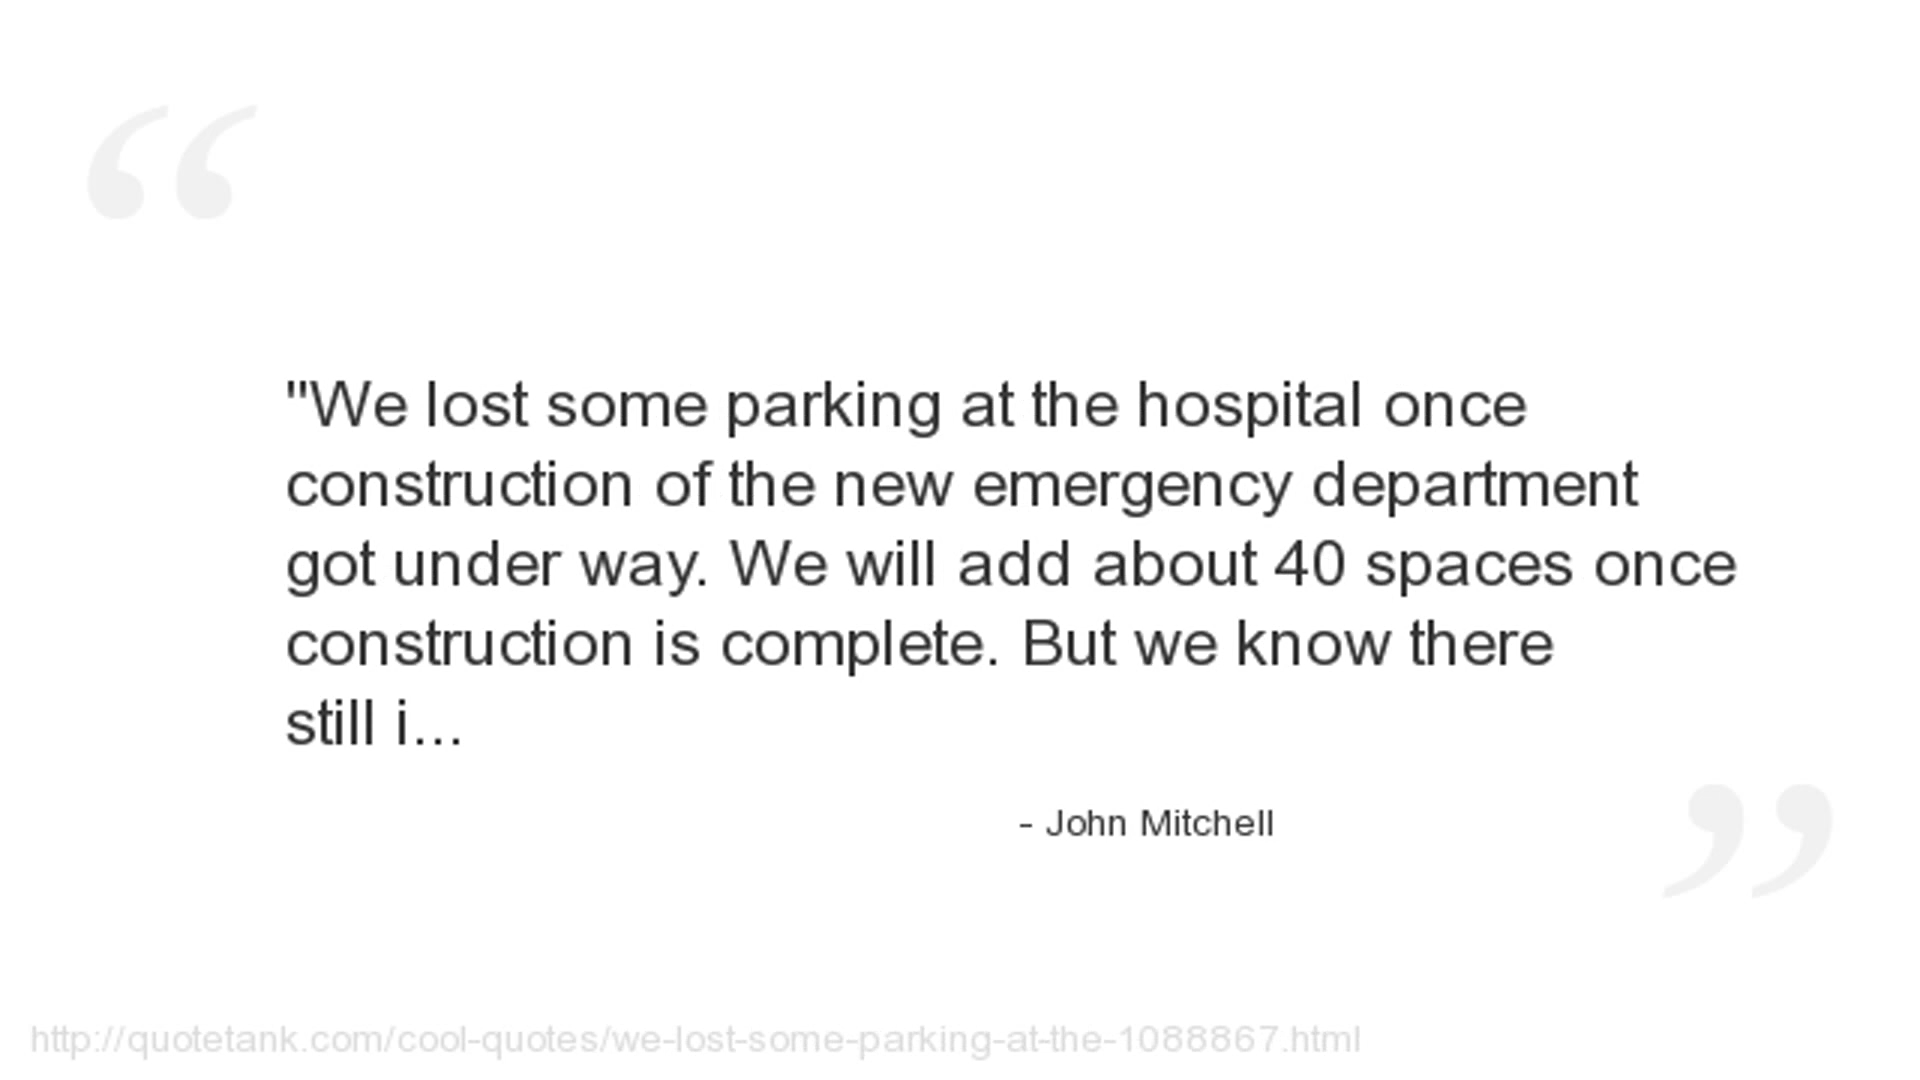 "We lost some parking at the hospital once
construction of the new emergency department
got under way. We will add about 40 spaces once
construction is complete. But we know there
still i...
- John Mitchell
http://quotetank.com/cool-quotes/we-lost-some-parking-at-the-1088867.html